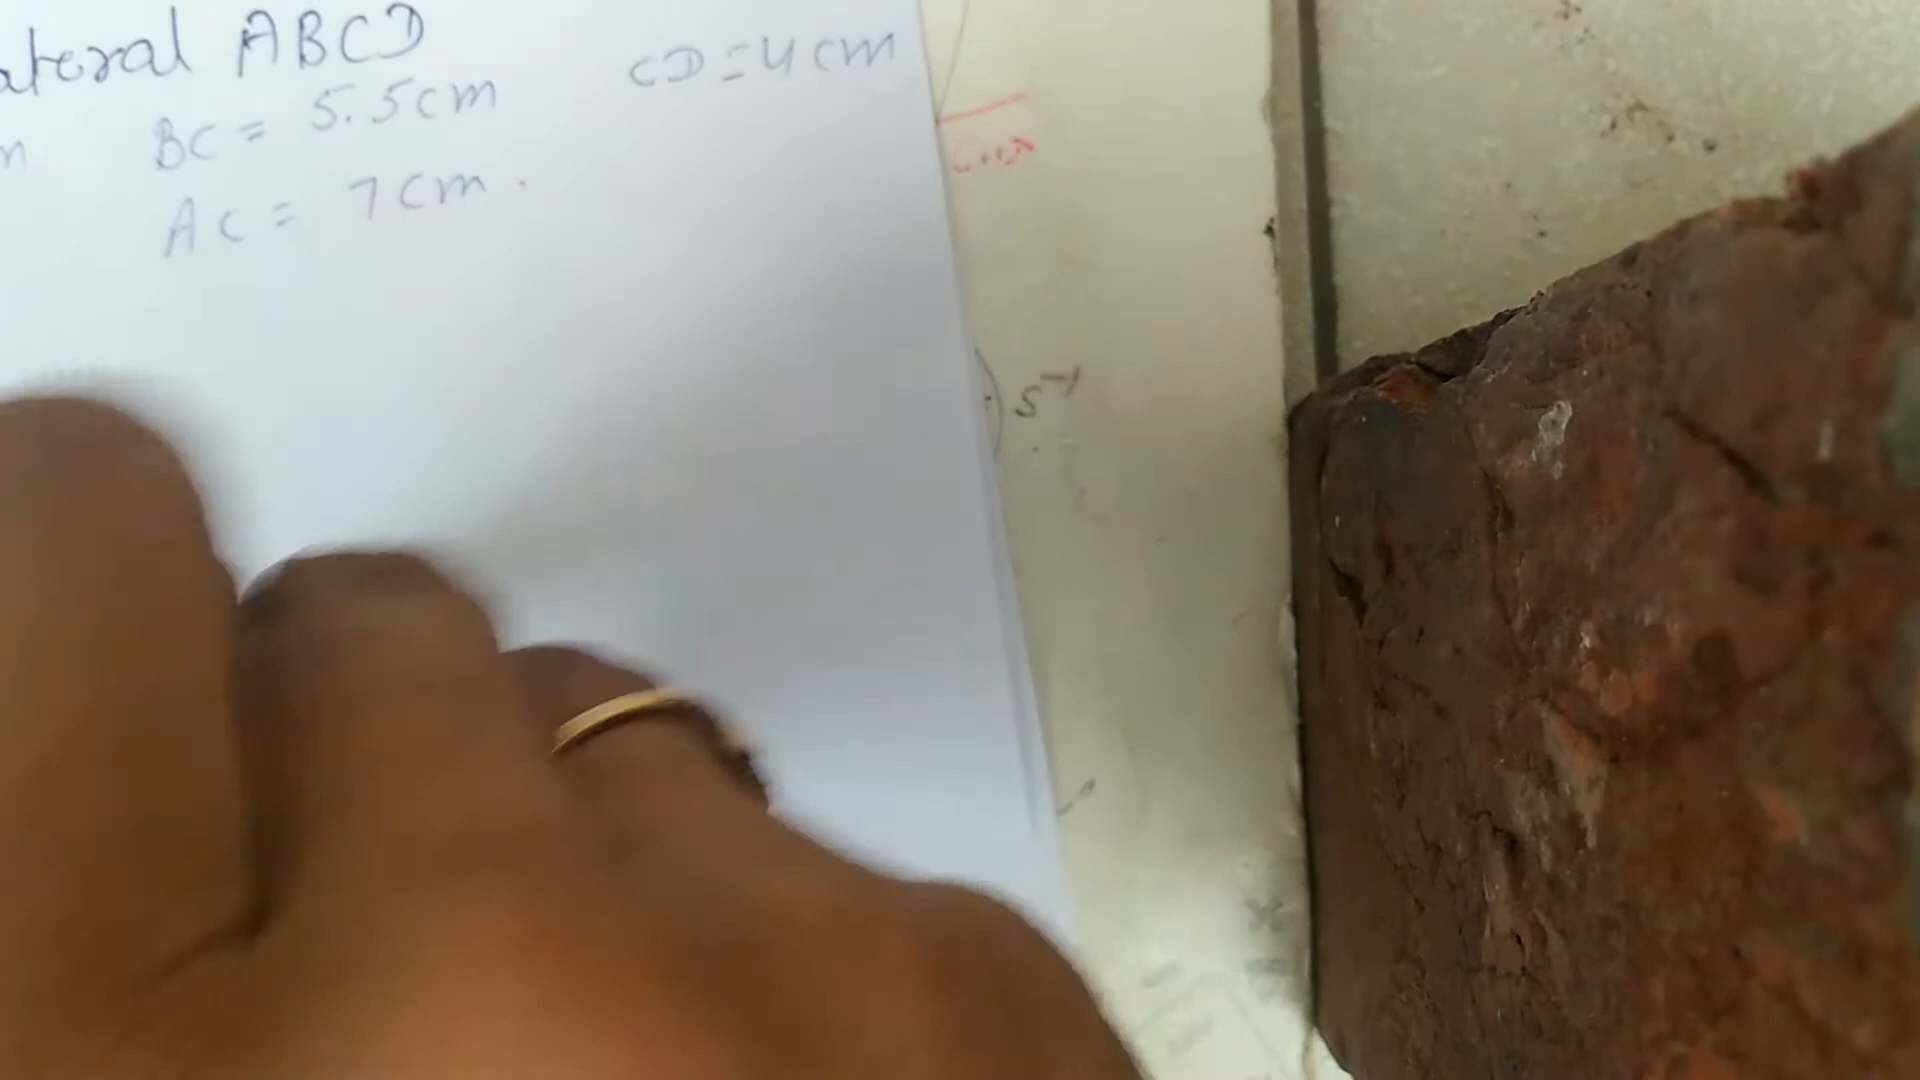 ateral ABCD
m BC = 5.5cm CD = 4cm
AC = 7cm.